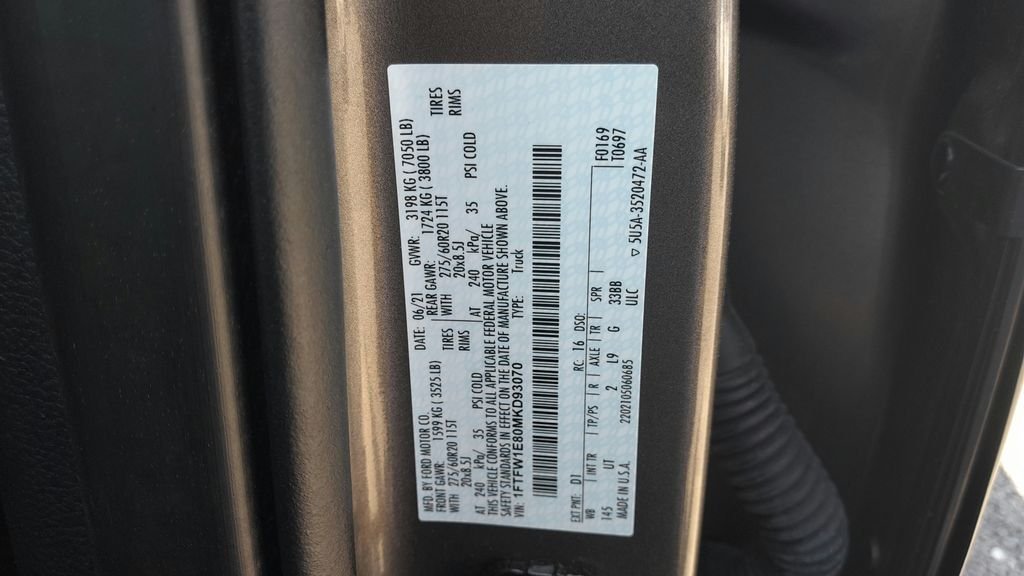 MFD. BY FORD MOTOR CO.
DATE: 06/21 GVWR: 3198 KG ( 7050 LB)
FRONT GAWR: 1599 KG ( 3525 LB) REAR GAWR: 1724 KG ( 3800 LB)
WITH 275/60R20 115T TIRES WITH 275/60R20 115T TIRES
20x8.5J RIMS 20x8.5J RIMS
AT 240 kPa/ 35 PSI COLD AT 240 kPa/ 35 PSI COLD
THIS VEHICLE CONFORMS TO ALL APPLICABLE FEDERAL MOTOR VEHICLE
SAFETY STANDARDS IN EFFECT ON THE DATE OF MANUFACTURE SHOWN ABOVE.
VIN: 1FTFW1E80MKD93070 TYPE: Truck
EXT PNT: D1 RC: 16 DSO: F0169
WB | INT TR | TP/PS | R | AXLE | TR | SPR | T0697
145 UT 2 L9 G 33BB
MADE IN U.S.A. 20210506065 ULC ▽ 5U5A-3520472-AA